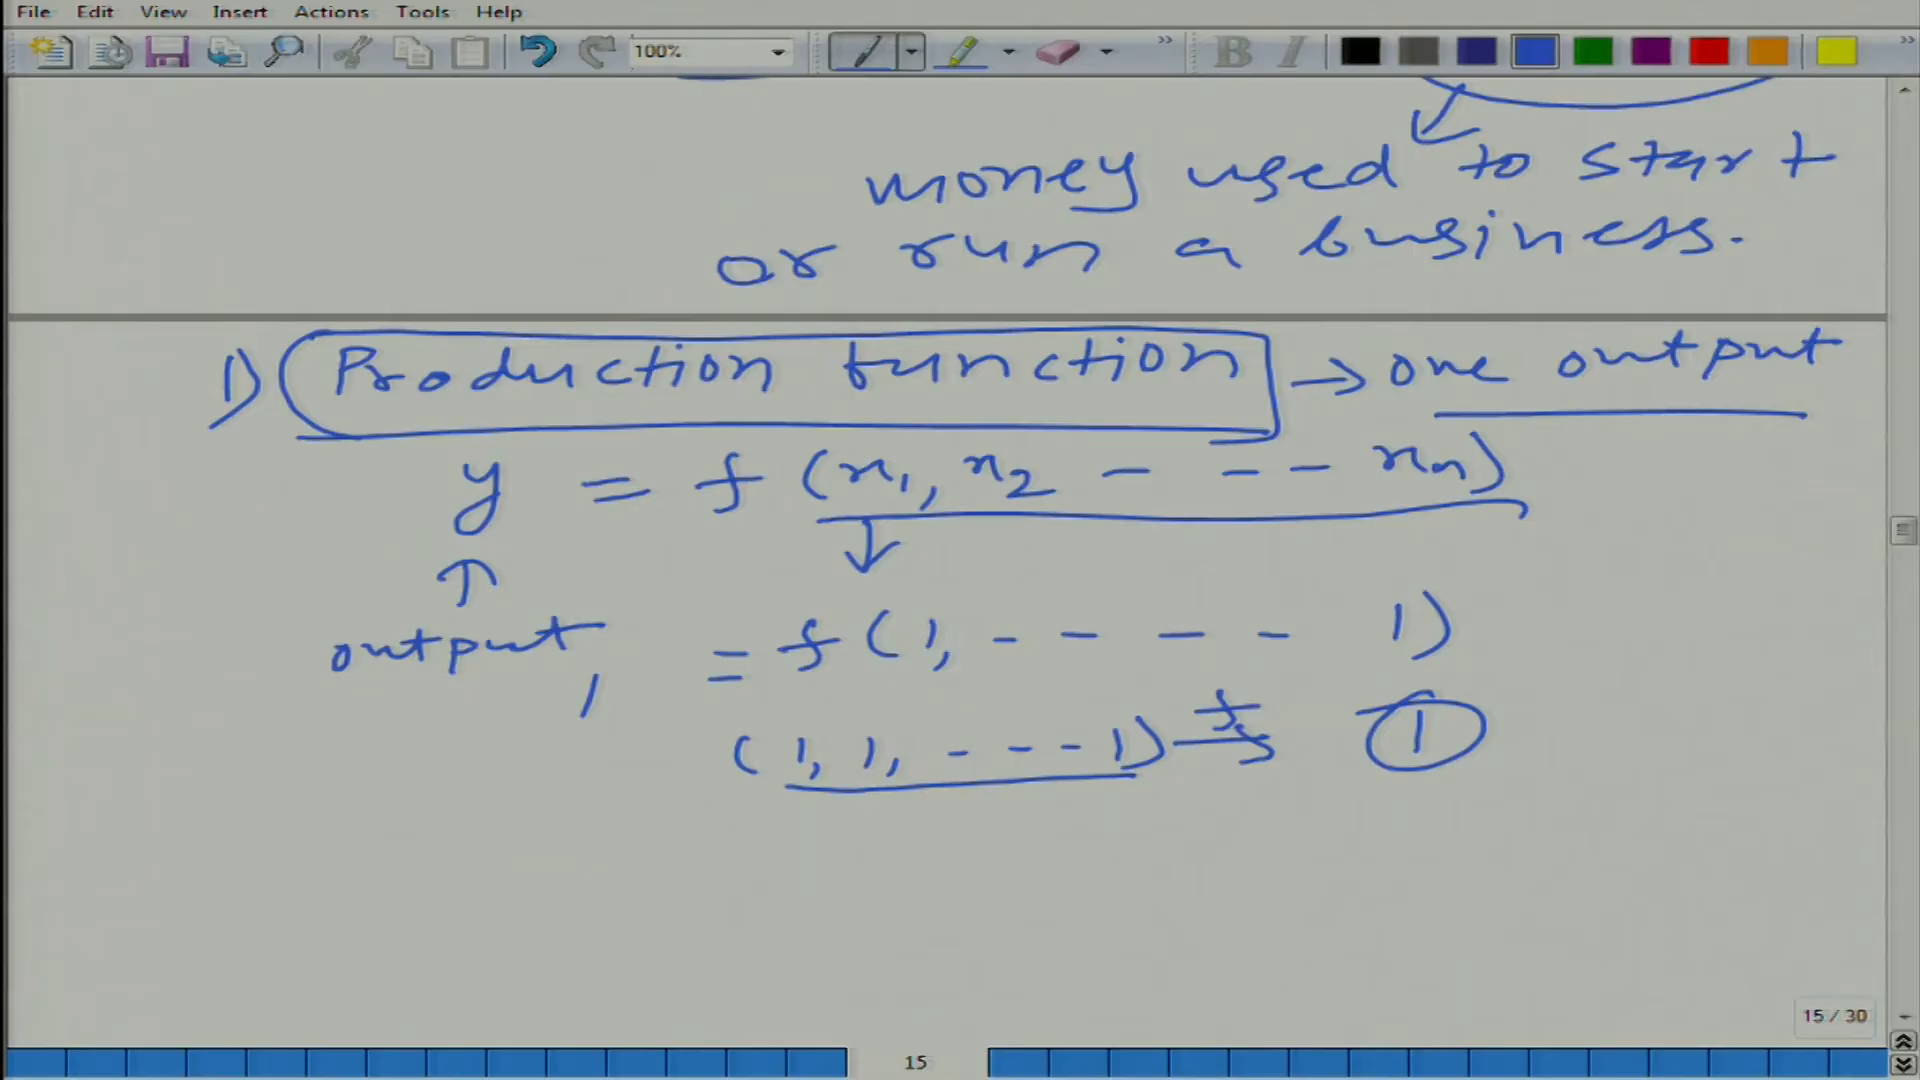 File Edit View Insert Actions Tools Help
100%
money used to start
or run a business.
1) Production function → one output
y = f (x1, x2 - - - xn)
↑ ↓
output
1 = f (1, - - - - 1)
(1, 1, - - - 1) f→ 1
15 / 30
15